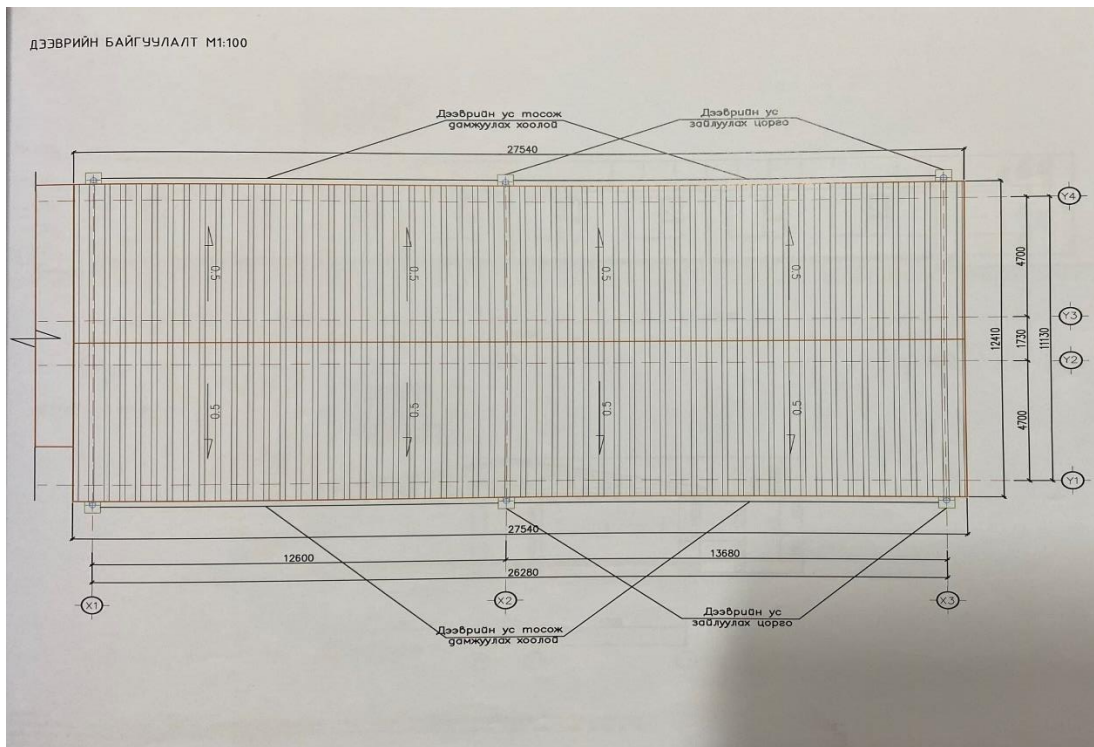 ДЭЭВРИЙН БАЙГУУЛАЛТ М1:100
Дээврийн ус тосож
дамжуулах хоолой
Дээврийн ус
зайлуулах цорго
27540
Y4
0.5
0.5
0.5
0.5
4700
Y3
12410
1730
11130
Y2
0.5
0.5
0.5
0.5
4700
Y1
27540
12600
13680
26280
X1
X2
X3
Дээврийн ус тосож
дамжуулах хоолой
Дээврийн ус
зайлуулах цорго